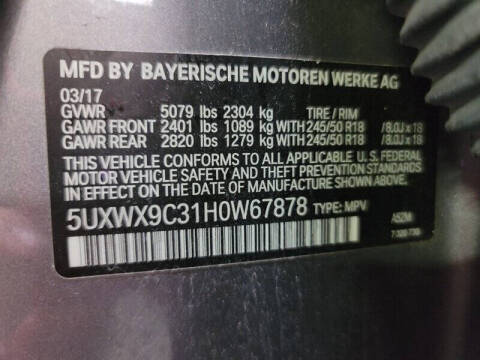 MFD BY BAYERISCHE MOTOREN WERKE AG
03/17
GVWR 5079 lbs 2304 kg TIRE / RIM
GAWR FRONT 2401 lbs 1089 kg WITH 245/50 R18 / 8.0J x 18
GAWR REAR 2820 lbs 1279 kg WITH 245/50 R18 / 8.0J x 18
THIS VEHICLE CONFORMS TO ALL APPLICABLE U. S. FEDERAL
MOTOR VEHICLE SAFETY AND THEFT PREVENTION
STANDARDS IN EFFECT ON THE DATE OF MANUFACTURE
5UXWX9C31H0W67878 TYPE: MPV